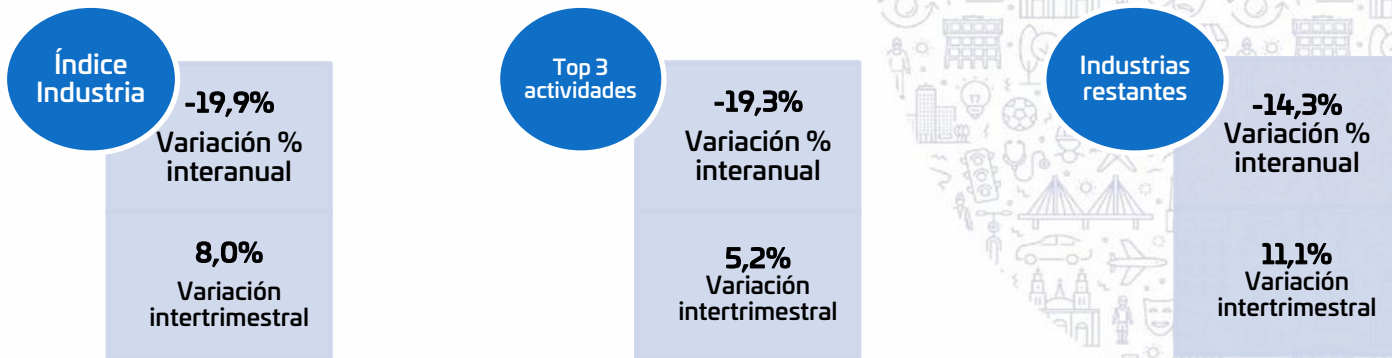 Índice
Industria
-19,9%
Variación %
interanual
8,0%
Variación
intertrimestral
Top 3
actividades
-19,3%
Variación %
interanual
5,2%
Variación
intertrimestral
Industrias
restantes
-14,3%
Variación %
interanual
11,1%
Variación
intertrimestral